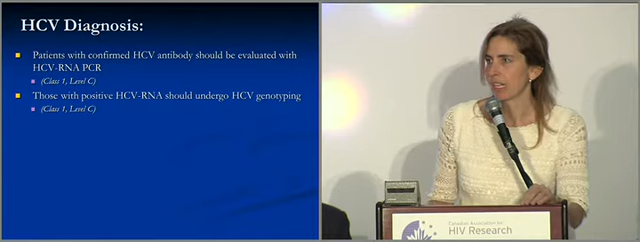 HCV Diagnosis:
Patients with confirmed HCV antibody should be evaluated with
HCV-RNA PCR
(Class 1, Level C)
Those with positive HCV-RNA should undergo HCV genotyping
(Class 1, Level C)
Canadian Association for
HIV Research